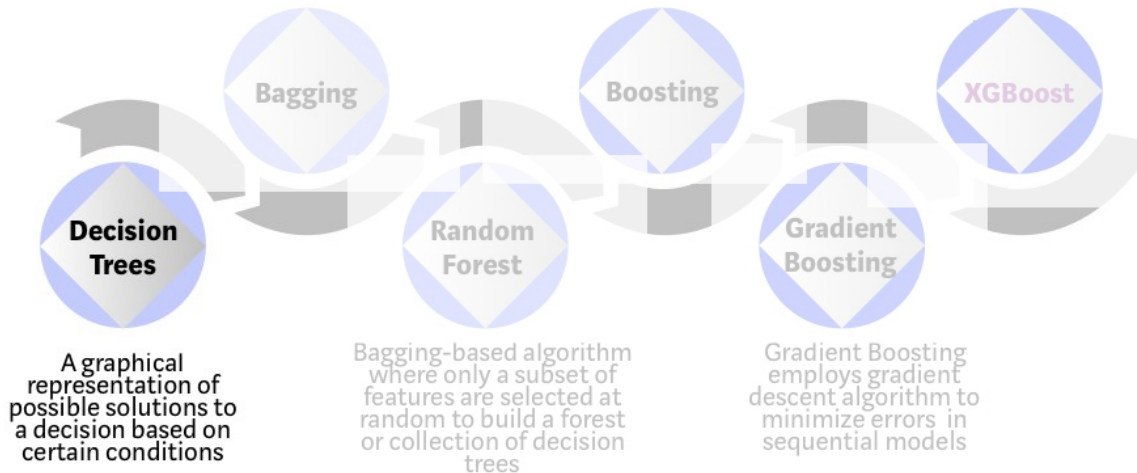 Bagging
Boosting
XGBoost
Decision
Trees
Random
Forest
Gradient
Boosting
A graphical
representation of
possible solutions to
a decision based on
certain conditions
Bagging-based algorithm
where only a subset of
features are selected at
random to build a forest
or collection of decision
trees
Gradient Boosting
employs gradient
descent algorithm to
minimize errors in
sequential models